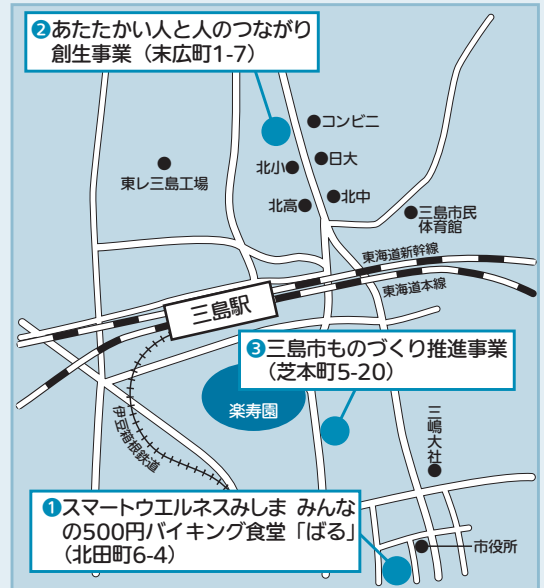 ❷あたたかい人と人のつながり
創生事業（末広町1-7）
コンビニ
日大
北小
東レ三島工場
北中
北高
三島市民
体育館
東海道新幹線
東海道本線
三島駅
❸三島市ものづくり推進事業
（芝本町5-20）
楽寿園
伊豆箱根鉄道
三嶋大社
❶スマートウエルネスみしま みんな
の500円バイキング食堂「ばる」
（北田町6-4）
市役所